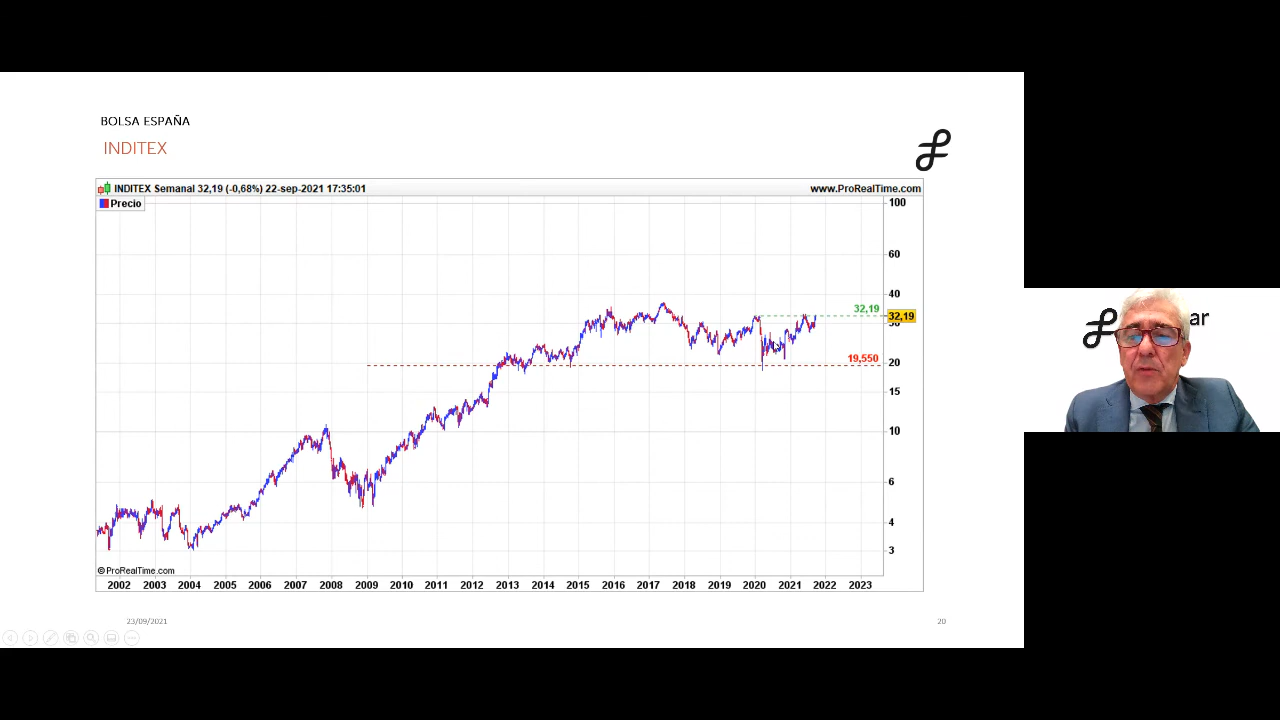 BOLSA ESPAÑA
INDITEX
INDITEX Semanal 32,19 (-0,68%) 22-sep-2021 17:35:01
www.ProRealTime.com
Precio
100
60
40
32,19
32,19
30
19,550
20
15
10
6
4
3
© ProRealTime.com
2002 2003 2004 2005 2006 2007 2008 2009 2010 2011 2012 2013 2014 2015 2016 2017 2018 2019 2020 2021 2022 2023
23/09/2021
20
ar